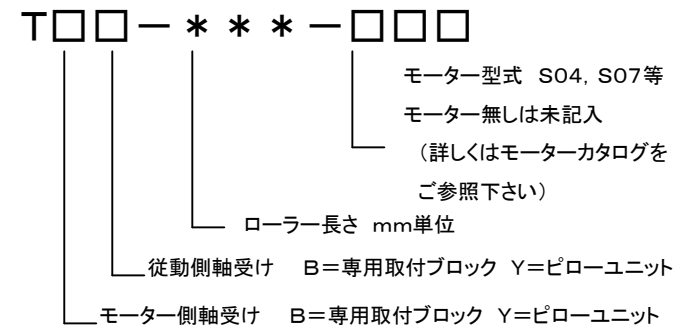 T□□－＊＊＊－□□□
モーター型式 S04, S07等
モーター無しは未記入
（詳しくはモーターカタログを
ご参照下さい）
ローラー長さ mm単位
従動側軸受け B＝専用取付ブロック Y＝ピローユニット
モーター側軸受け B＝専用取付ブロック Y＝ピローユニット